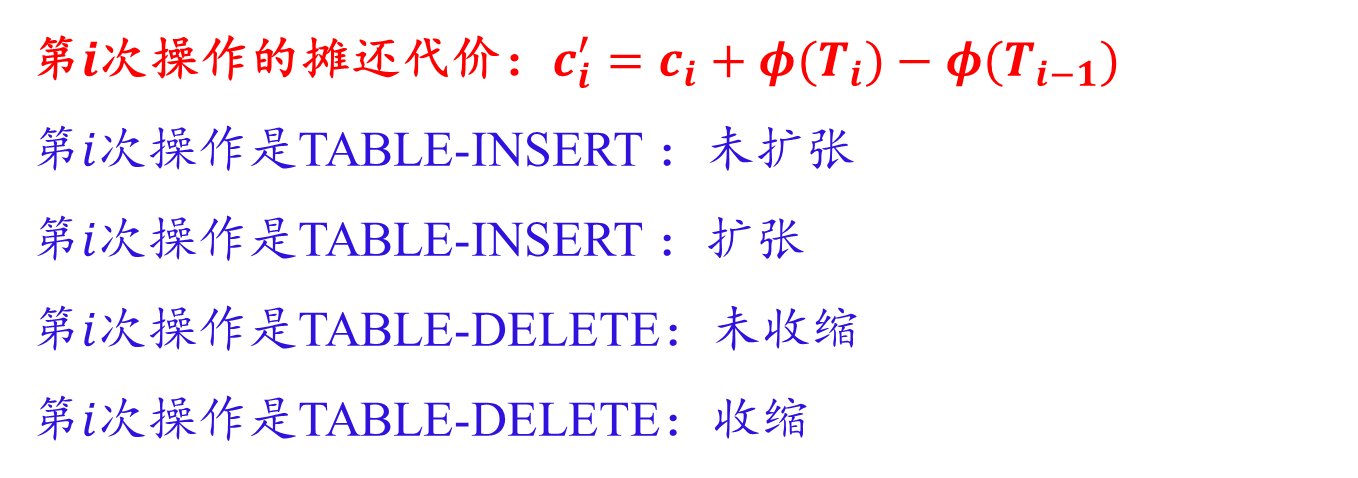 第i次操作的摊还代价：c′ᵢ = cᵢ + ϕ(Tᵢ) − ϕ(Tᵢ₋₁)
第i次操作是TABLE-INSERT：未扩张
第i次操作是TABLE-INSERT：扩张
第i次操作是TABLE-DELETE：未收缩
第i次操作是TABLE-DELETE：收缩